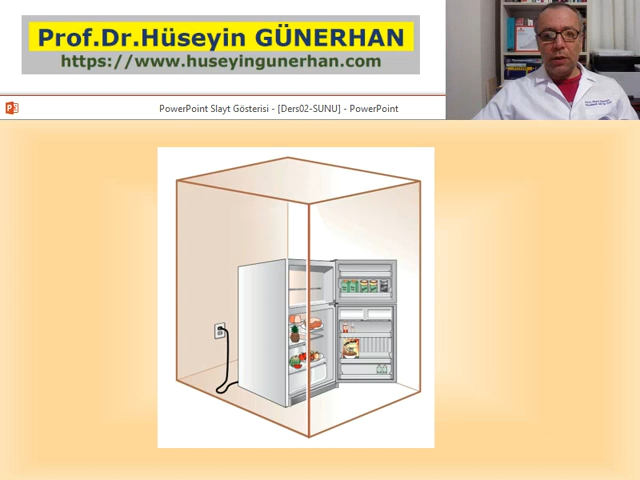 Prof.Dr.Hüseyin GÜNERHAN
https://www.huseyingunerhan.com
PowerPoint Slayt Gösterisi - [Ders02-SUNU] - PowerPoint